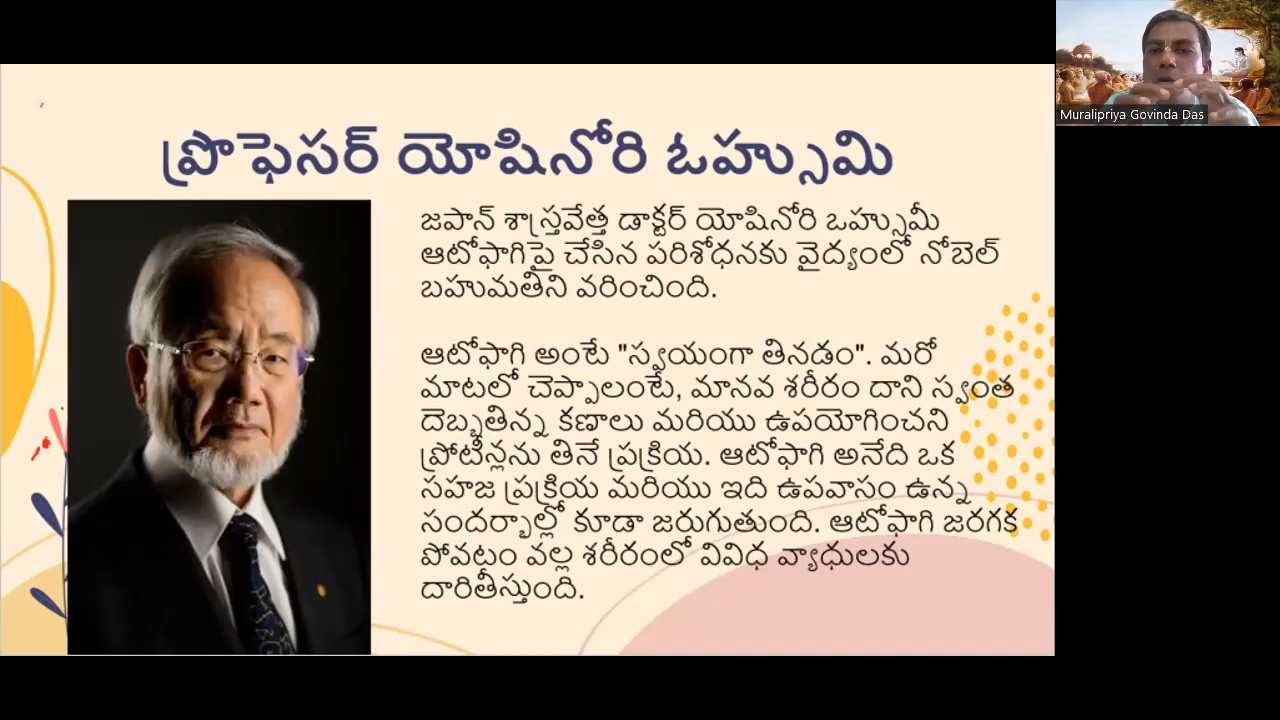 ప్రొఫెసర్ యోషినోరి ఓహ్సుమి
జపాన్ శాస్త్రవేత్త డాక్టర్ యోషినోరి ఒహ్సుమీ
ఆటోఫాగిపై చేసిన పరిశోధనకు వైద్యంలో నోబెల్
బహుమతిని వరించింది.
ఆటోఫాగి అంటే "స్వయంగా తినడం". మరో
మాటలో చెప్పాలంటే, మానవ శరీరం దాని స్వంత
దెబ్బతిన్న కణాలు మరియు ఉపయోగించని
ప్రోటీన్లను తినే ప్రక్రియ. ఆటోఫాగి అనేది ఒక
సహజ ప్రక్రియ మరియు ఇది ఉపవాసం ఉన్న
సందర్భాల్లో కూడా జరుగుతుంది. ఆటోఫాగి జరగక
పోవటం వల్ల శరీరంలో వివిధ వ్యాధులకు
దారితీస్తుంది.
Muralipriya Govinda Das